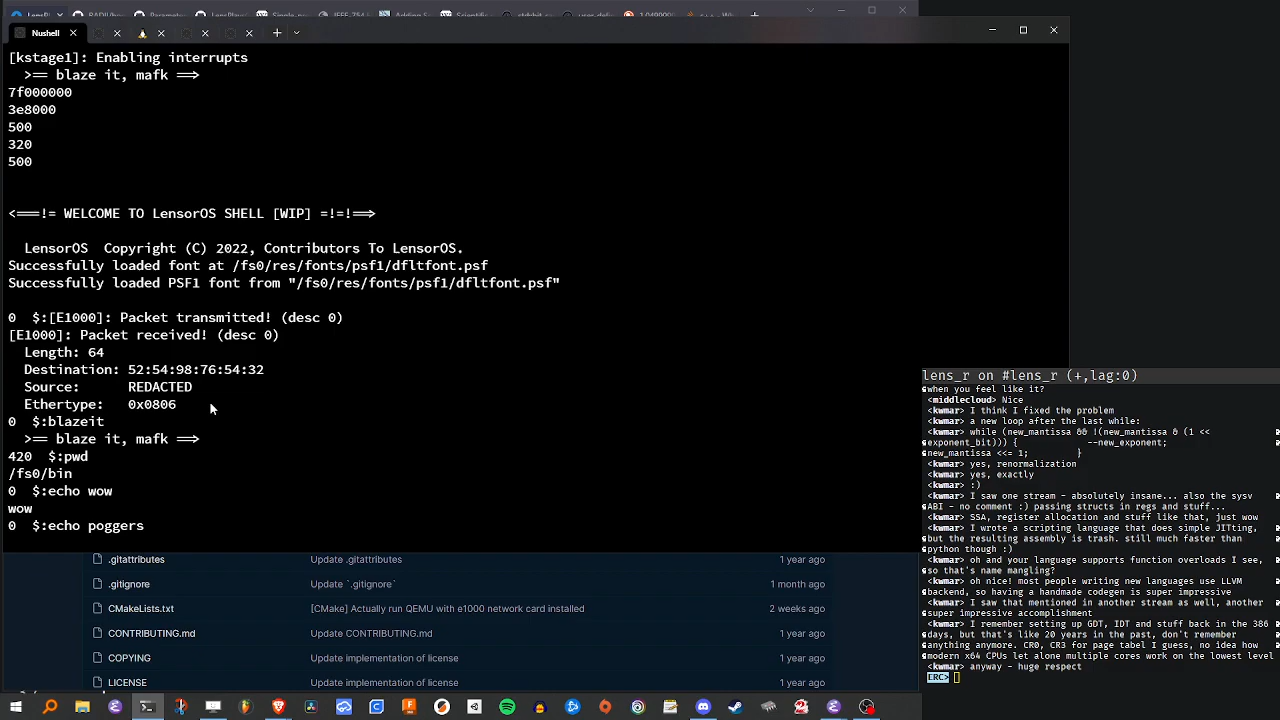 Nushell
[kstage1]: Enabling interrupts
>== blaze it, mafk ==>
7f000000
3e8000
500
320
500
<===!= WELCOME TO LensorOS SHELL [WIP] =!=!==>
LensorOS  Copyright (C) 2022, Contributors To LensorOS.
Successfully loaded font at /fs0/res/fonts/psf1/dfltfont.psf
Successfully loaded PSF1 font from "/fs0/res/fonts/psf1/dfltfont.psf"
0  $:[E1000]: Packet transmitted! (desc 0)
[E1000]: Packet received! (desc 0)
Length: 64
Destination: 52:54:98:76:54:32
Source:      REDACTED
Ethertype:   0x0806
0  $:blazeit
>== blaze it, mafk ==>
420  $:pwd
/fs0/bin
0  $:echo wow
wow
0  $:echo poggers
.gitattributes Update .gitattributes 1 year ago
.gitignore Update `.gitignore` 1 month ago
CMakeLists.txt [CMake] Actually run QEMU with e1000 network card installed 2 weeks ago
CONTRIBUTING.md Update CONTRIBUTING.md 1 year ago
COPYING Update implementation of license 1 year ago
LICENSE Update implementation of license 1 year ago
lens_r on #lens_r (+,lag:0)
when you feel like it?
<middlecloud> Nice
<kwmar> I think I fixed the problem
<kwmar> a new loop after the last while:
<kwmar> while (new_mantissa && !(new_mantissa & (1 <<
exponent_bit))) {            --new_exponent;
new_mantissa <<= 1;         }
<kwmar> yes, renormalization
<kwmar> yes, exactly
<kwmar> :)
<kwmar> I saw one stream - absolutely insane... also the sysv
ABI - no comment :) passing structs in regs and stuff...
<kwmar> SSA, register allocation and stuff like that, just wow
<kwmar> I wrote a scripting language that does simple JITting,
but the resulting assembly is trash. still much faster than
python though :)
<kwmar> oh and your language supports function overloads I see,
so that's name mangling?
<kwmar> oh nice! most people writing new languages use LLVM
backend, so having a handmade codegen is super impressive
<kwmar> I saw that mentioned in another stream as well, another
super impressive accomplishment
<kwmar> I remember setting up GDT, IDT and stuff back in the 386
days, but that's like 20 years in the past, don't remember
anything anymore. CR0, CR3 for page tabel I guess, no idea how
modern x64 CPUs let alone multiple cores work on the lowest level
<kwmar> anyway - huge respect
ERC>